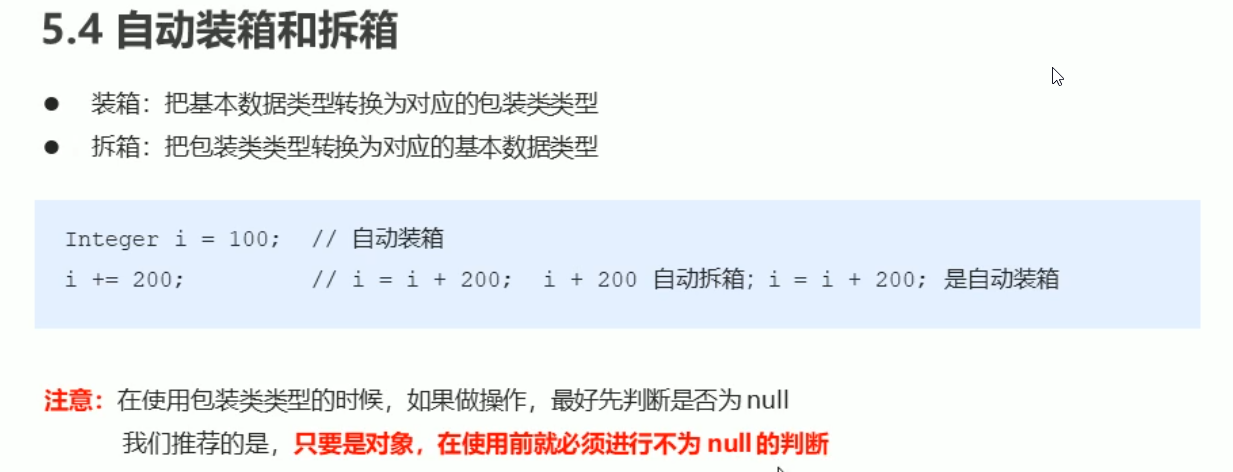 5.4 自动装箱和拆箱
● 装箱：把基本数据类型转换为对应的包装类类型
● 拆箱：把包装类类型转换为对应的基本数据类型
Integer i = 100;  // 自动装箱
i += 200;         // i = i + 200;  i + 200 自动拆箱；i = i + 200; 是自动装箱
注意：在使用包装类类型的时候，如果做操作，最好先判断是否为 null
我们推荐的是，只要是对象，在使用前就必须进行不为 null 的判断